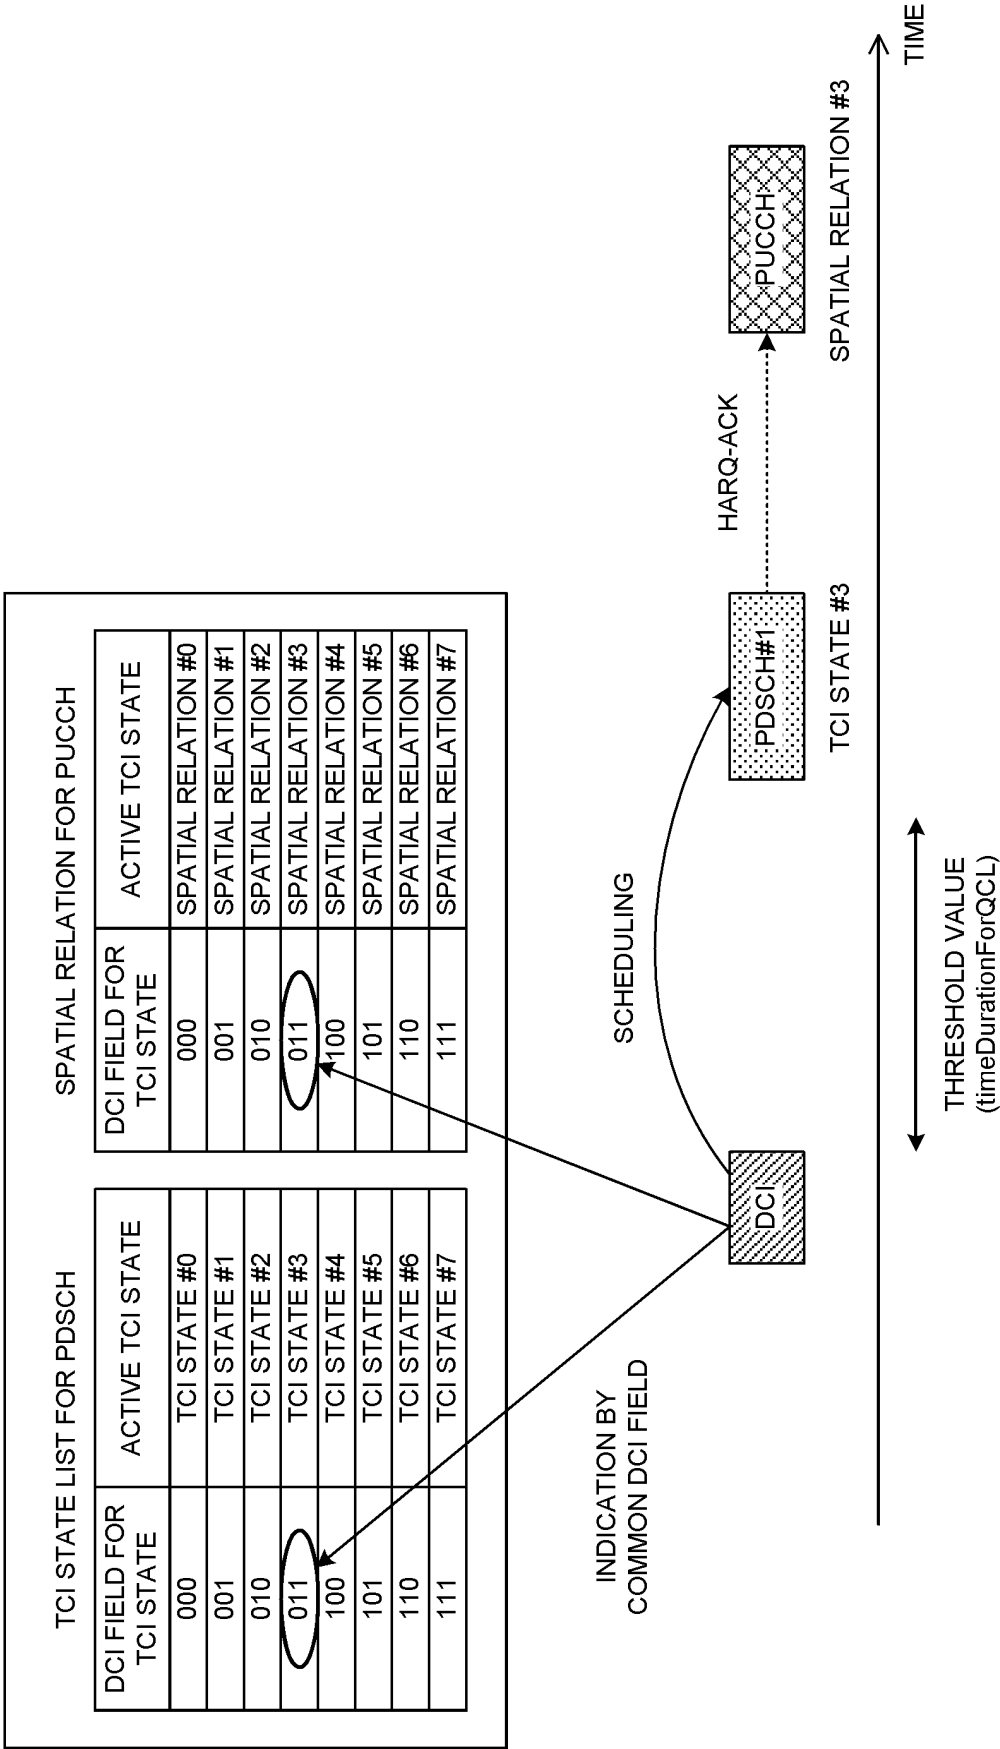 TCI STATE LIST FOR PDSCH
DCI FIELD FOR
TCI STATE
ACTIVE TCI STATE
000 TCI STATE #0
001 TCI STATE #1
010 TCI STATE #2
011 TCI STATE #3
100 TCI STATE #4
101 TCI STATE #5
110 TCI STATE #6
111 TCI STATE #7
SPATIAL RELATION FOR PUCCH
DCI FIELD FOR
TCI STATE
ACTIVE TCI STATE
000 SPATIAL RELATION #0
001 SPATIAL RELATION #1
010 SPATIAL RELATION #2
011 SPATIAL RELATION #3
100 SPATIAL RELATION #4
101 SPATIAL RELATION #5
110 SPATIAL RELATION #6
111 SPATIAL RELATION #7
INDICATION BY
COMMON DCI FIELD
SCHEDULING
HARQ-ACK
DCI
PDSCH#1
PUCCH
TCI STATE #3
SPATIAL RELATION #3
TIME
THRESHOLD VALUE
(timeDurationForQCL)